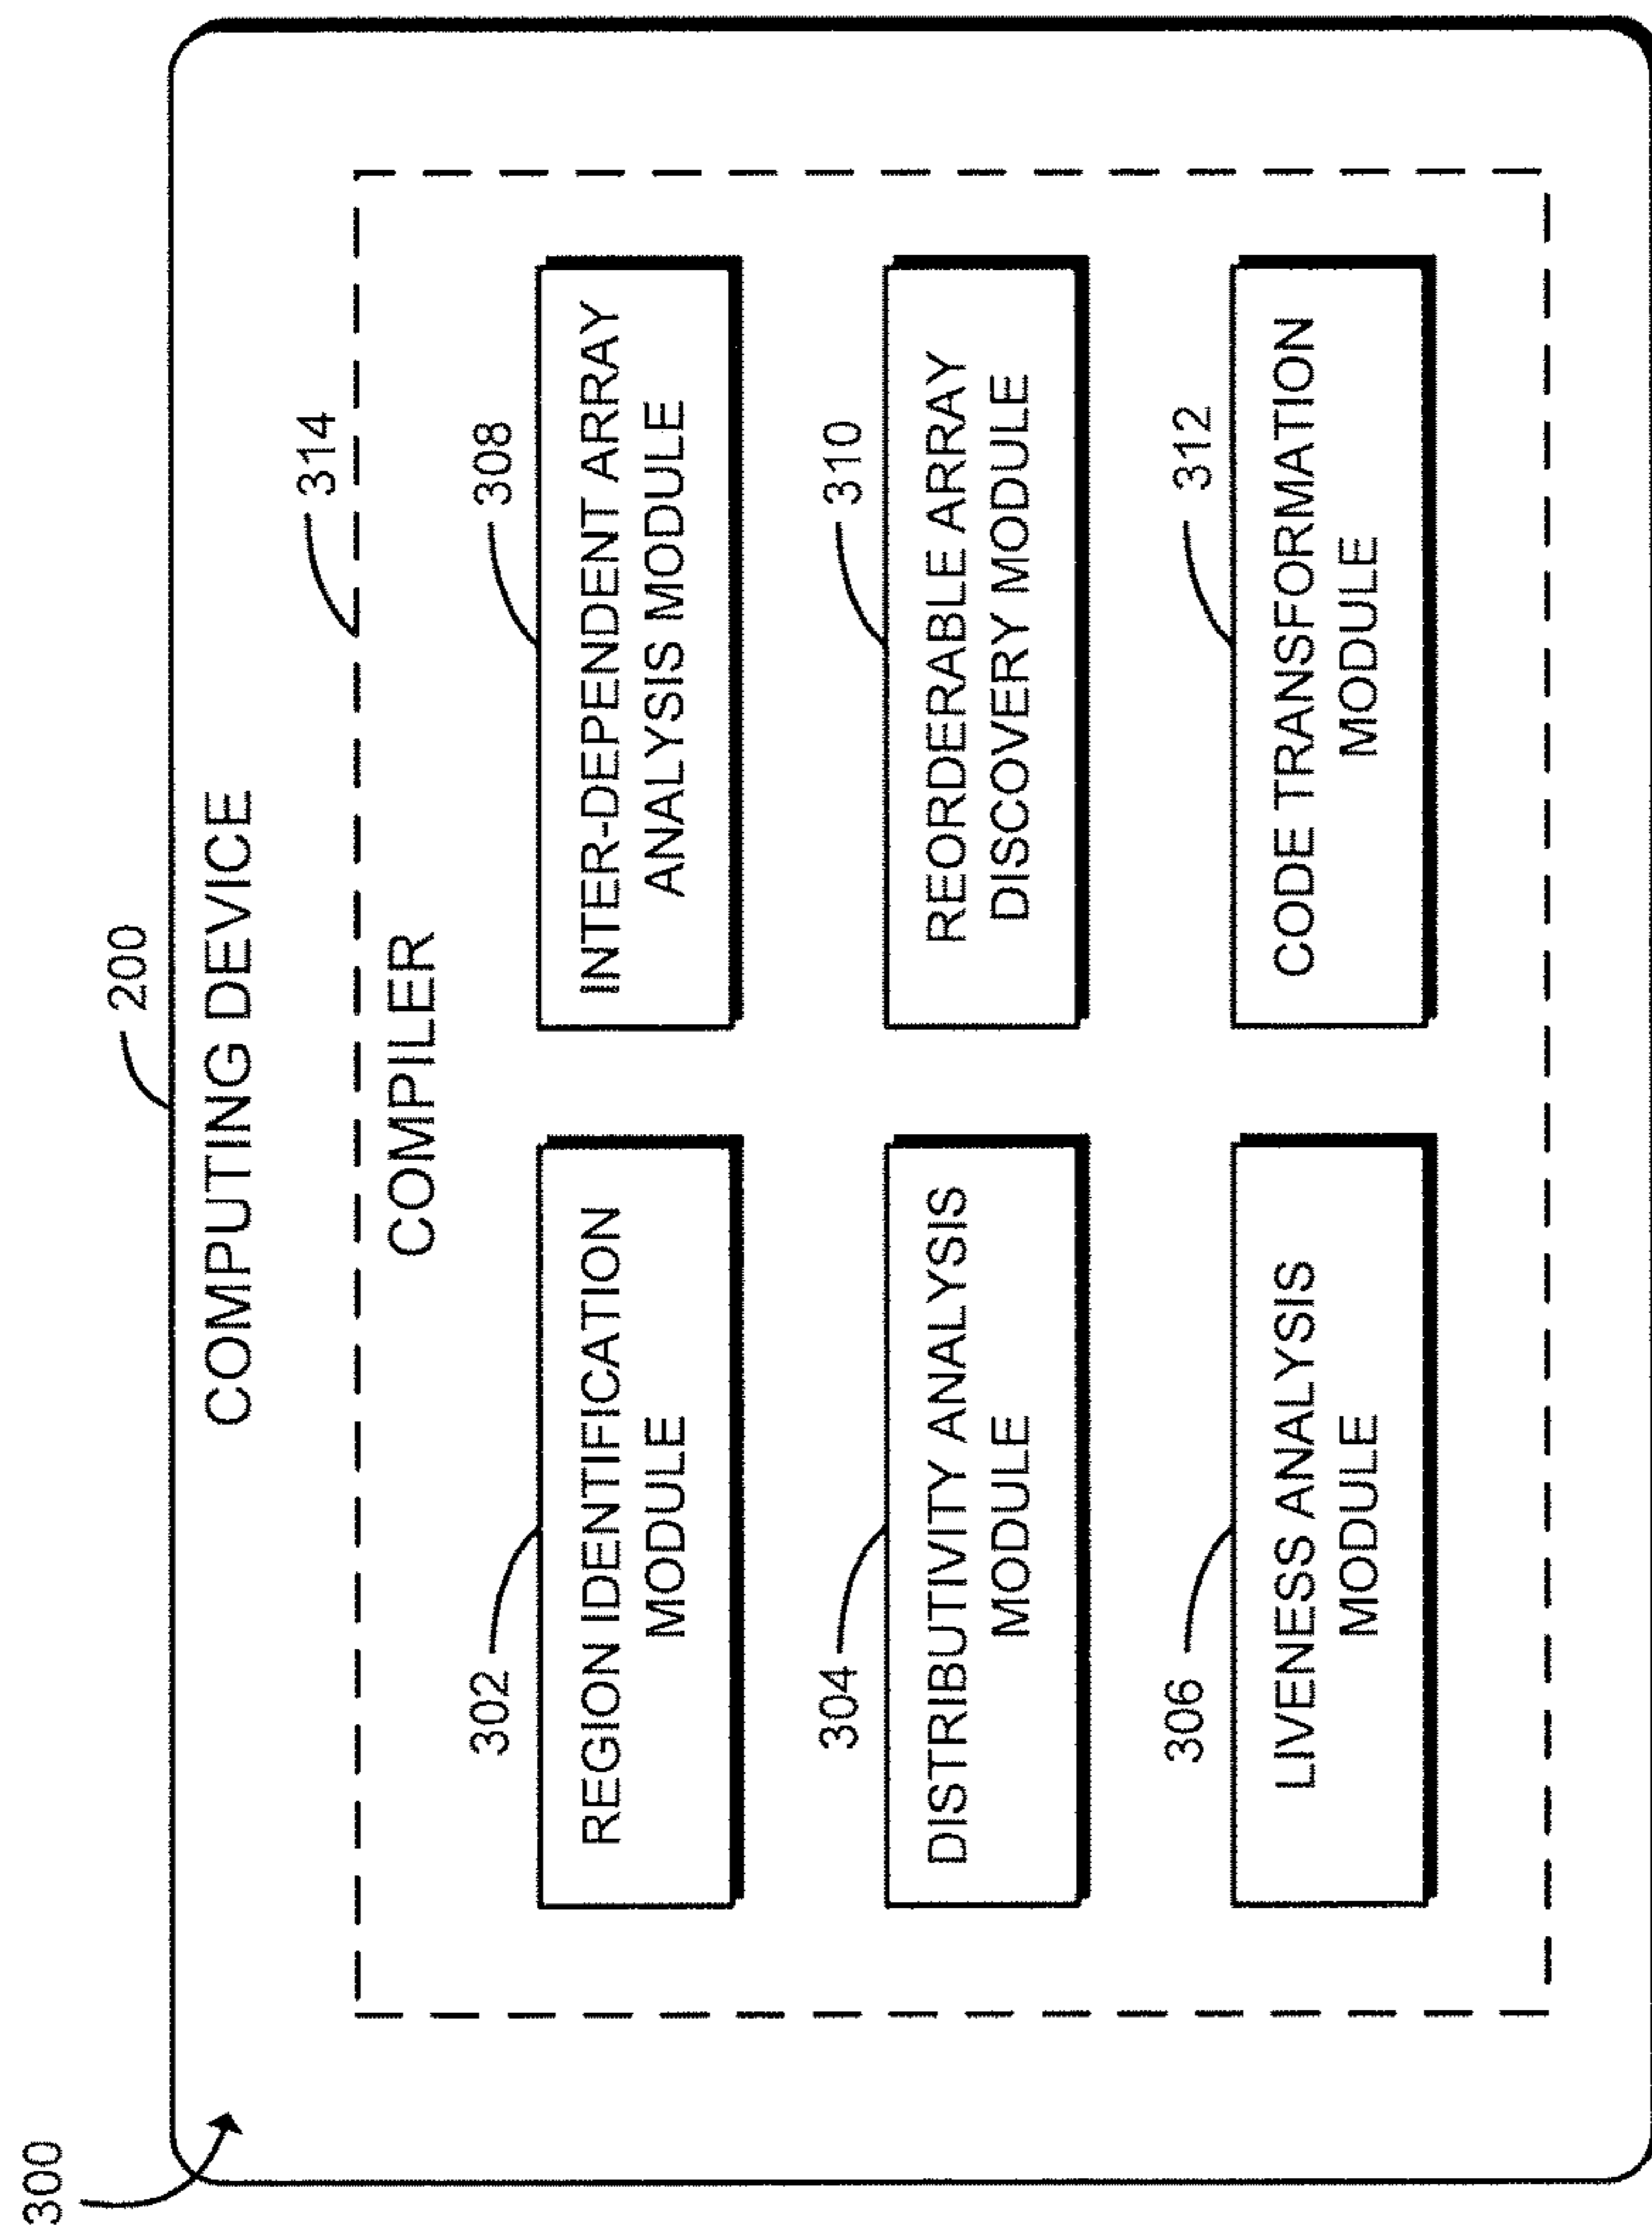 300
200
COMPUTING DEVICE
314
COMPILER
302
REGION IDENTIFICATION
MODULE
308
INTER-DEPENDENT ARRAY
ANALYSIS MODULE
304
DISTRIBUTIVITY ANALYSIS
MODULE
310
REORDERABLE ARRAY
DISCOVERY MODULE
306
LIVENESS ANALYSIS
MODULE
312
CODE TRANSFORMATION
MODULE